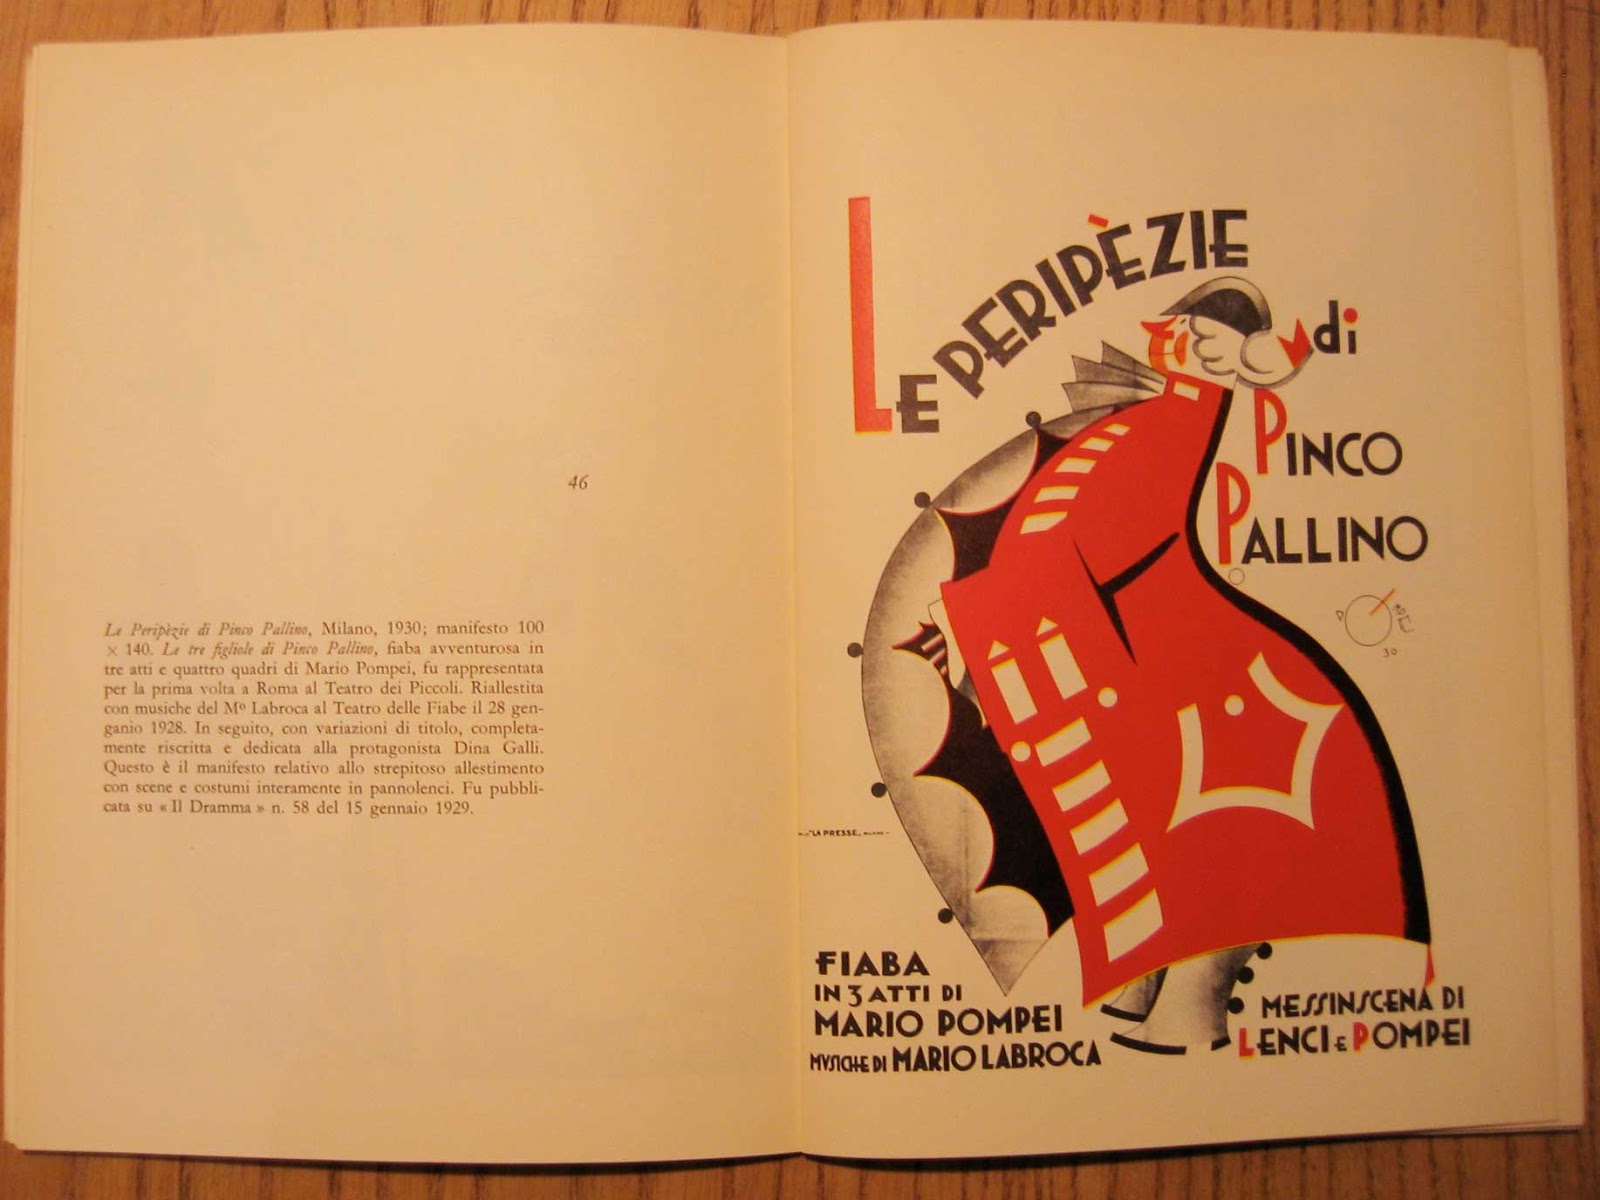 46
Le Peripèzie di Pinco Pallino, Milano, 1930; manifesto 100
× 140. Le tre figliole di Pinco Pallino, fiaba avventurosa in
tre atti e quattro quadri di Mario Pompei, fu rappresentata
per la prima volta a Roma al Teatro dei Piccoli. Riallestita
con musiche del Mº Labroca al Teatro delle Fiabe il 28 gen-
ganio 1928. In seguito, con variazioni di titolo, completa-
mente riscritta e dedicata alla protagonista Dina Galli.
Questo è il manifesto relativo allo strepitoso allestimento
con scene e costumi interamente in pannolenci. Fu pubbli-
cata su « Il Dramma » n. 58 del 15 gennaio 1929.
LE PERIPÈZIE
di
PINCO
PALLINO
30
"LA PRESSE" MILANO
FIABA
IN 3 ATTI DI
MARIO POMPEI
MVSICHE DI MARIO LABROCA
MESSINSCENA DI
LENCI E POMPEI